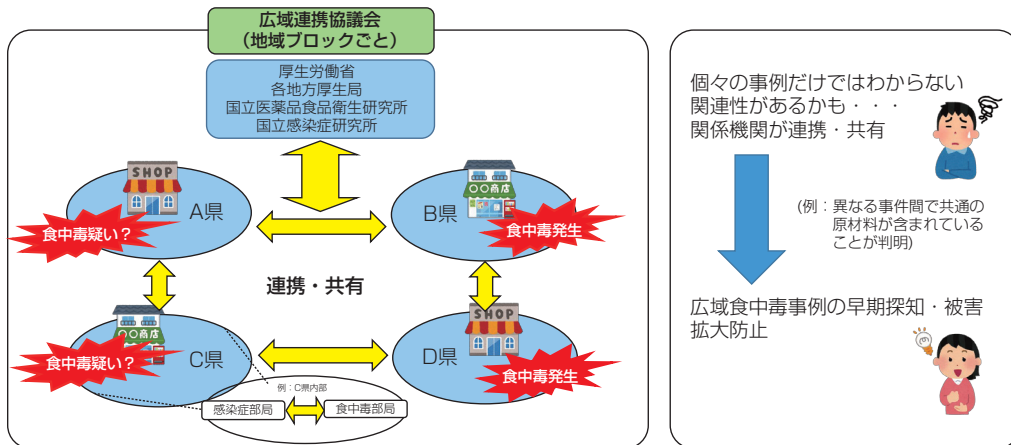 広域連携協議会
（地域ブロックごと）
厚生労働省
各地方厚生局
国立医薬品食品衛生研究所
国立感染症研究所
SHOP
A県
食中毒疑い？
〇〇商店
B県
食中毒発生
連携・共有
〇〇商店
C県
食中毒疑い？
SHOP
D県
食中毒発生
例：C県内部
感染症部局
食中毒部局
個々の事例だけではわからない
関連性があるかも・・・
関係機関が連携・共有
(例：異なる事件間で共通の
原材料が含まれている
ことが判明)
広域食中毒事例の早期探知・被害
拡大防止